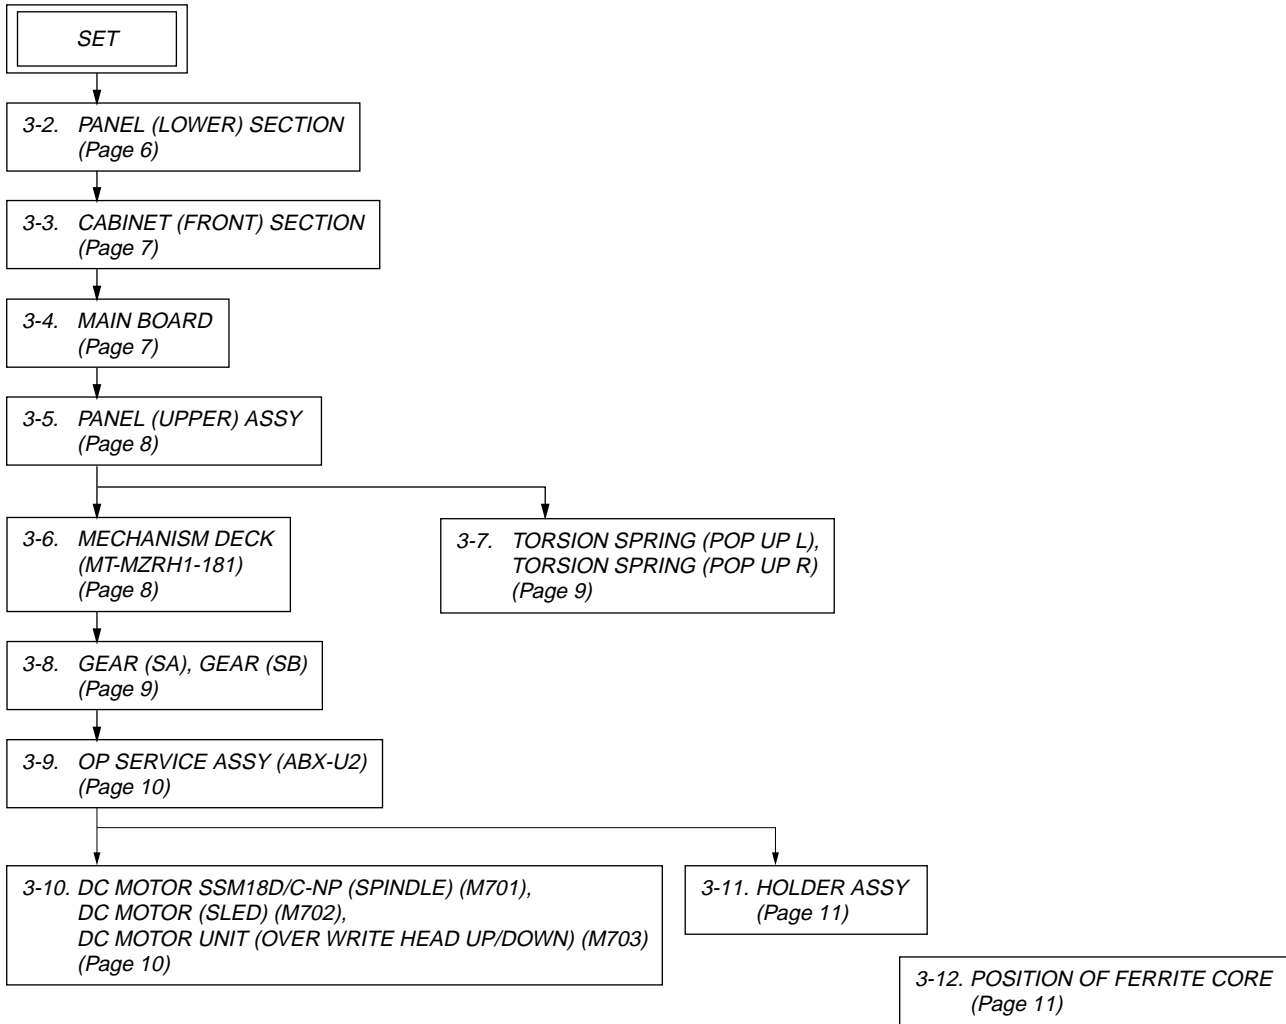 SET
3-2. PANEL (LOWER) SECTION
(Page 6)
3-3. CABINET (FRONT) SECTION
(Page 7)
3-4. MAIN BOARD
(Page 7)
3-5. PANEL (UPPER) ASSY
(Page 8)
3-6. MECHANISM DECK
(MT-MZRH1-181)
(Page 8)
3-7. TORSION SPRING (POP UP L),
TORSION SPRING (POP UP R)
(Page 9)
3-8. GEAR (SA), GEAR (SB)
(Page 9)
3-9. OP SERVICE ASSY (ABX-U2)
(Page 10)
3-10. DC MOTOR SSM18D/C-NP (SPINDLE) (M701),
DC MOTOR (SLED) (M702),
DC MOTOR UNIT (OVER WRITE HEAD UP/DOWN) (M703)
(Page 10)
3-11. HOLDER ASSY
(Page 11)
3-12. POSITION OF FERRITE CORE
(Page 11)